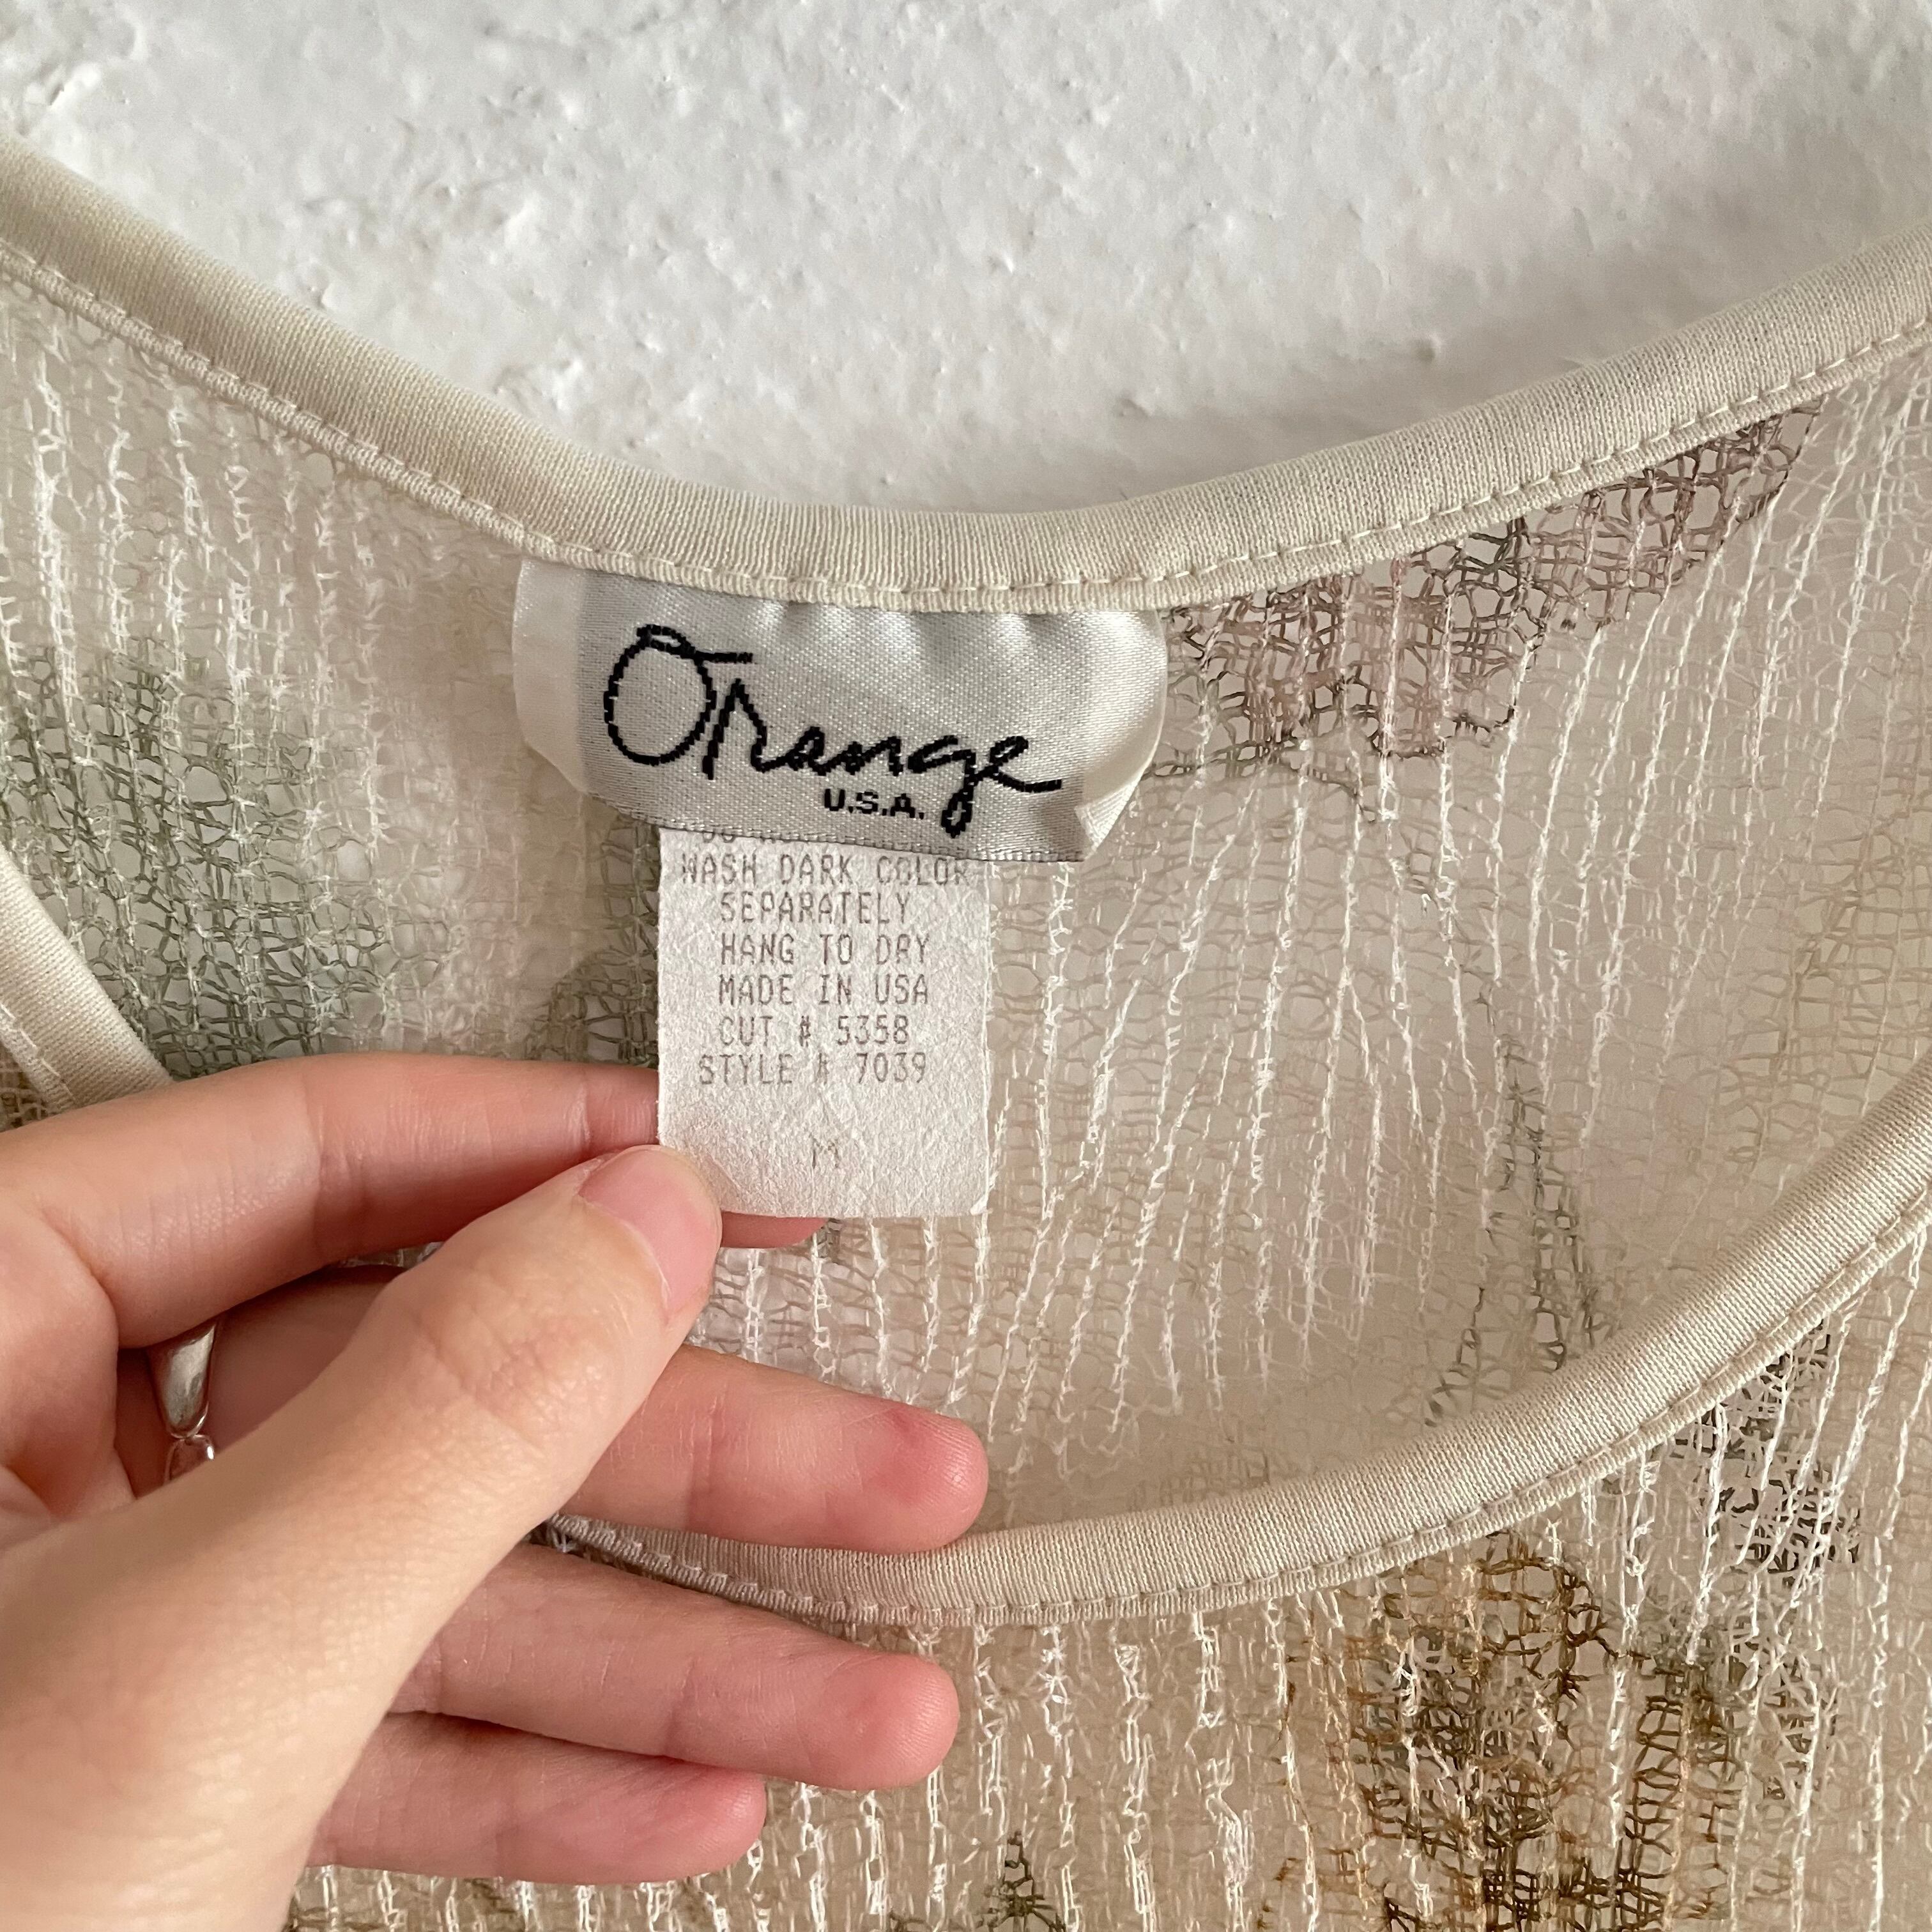 Orange
U.S.A.
WASH DARK COLOR
SEPARATELY
HANG TO DRY
MADE IN USA
CUT # 5358
STYLE # 7039
M